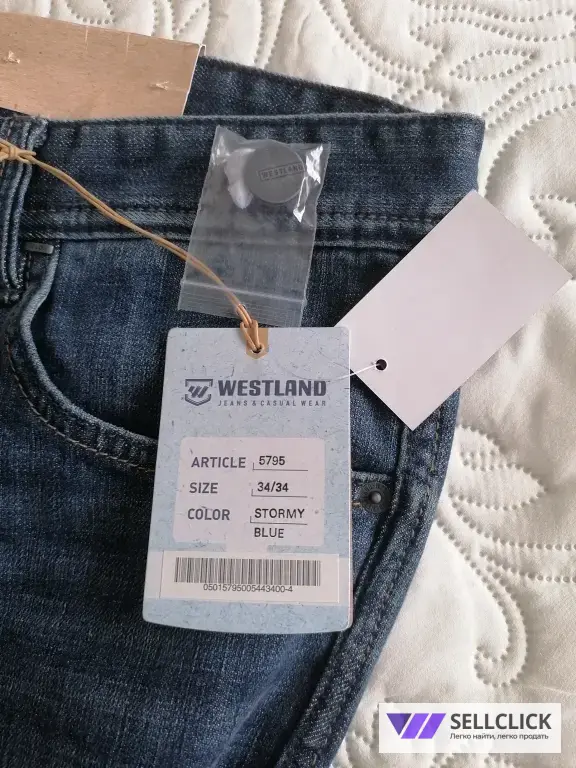 WESTLAND
WESTLAND
JEANS & CASUAL WEAR
ARTICLE 5795
SIZE 34/34
COLOR STORMY
BLUE
05015795005443400-4
SELLCLICK
Легко найти, легко продать